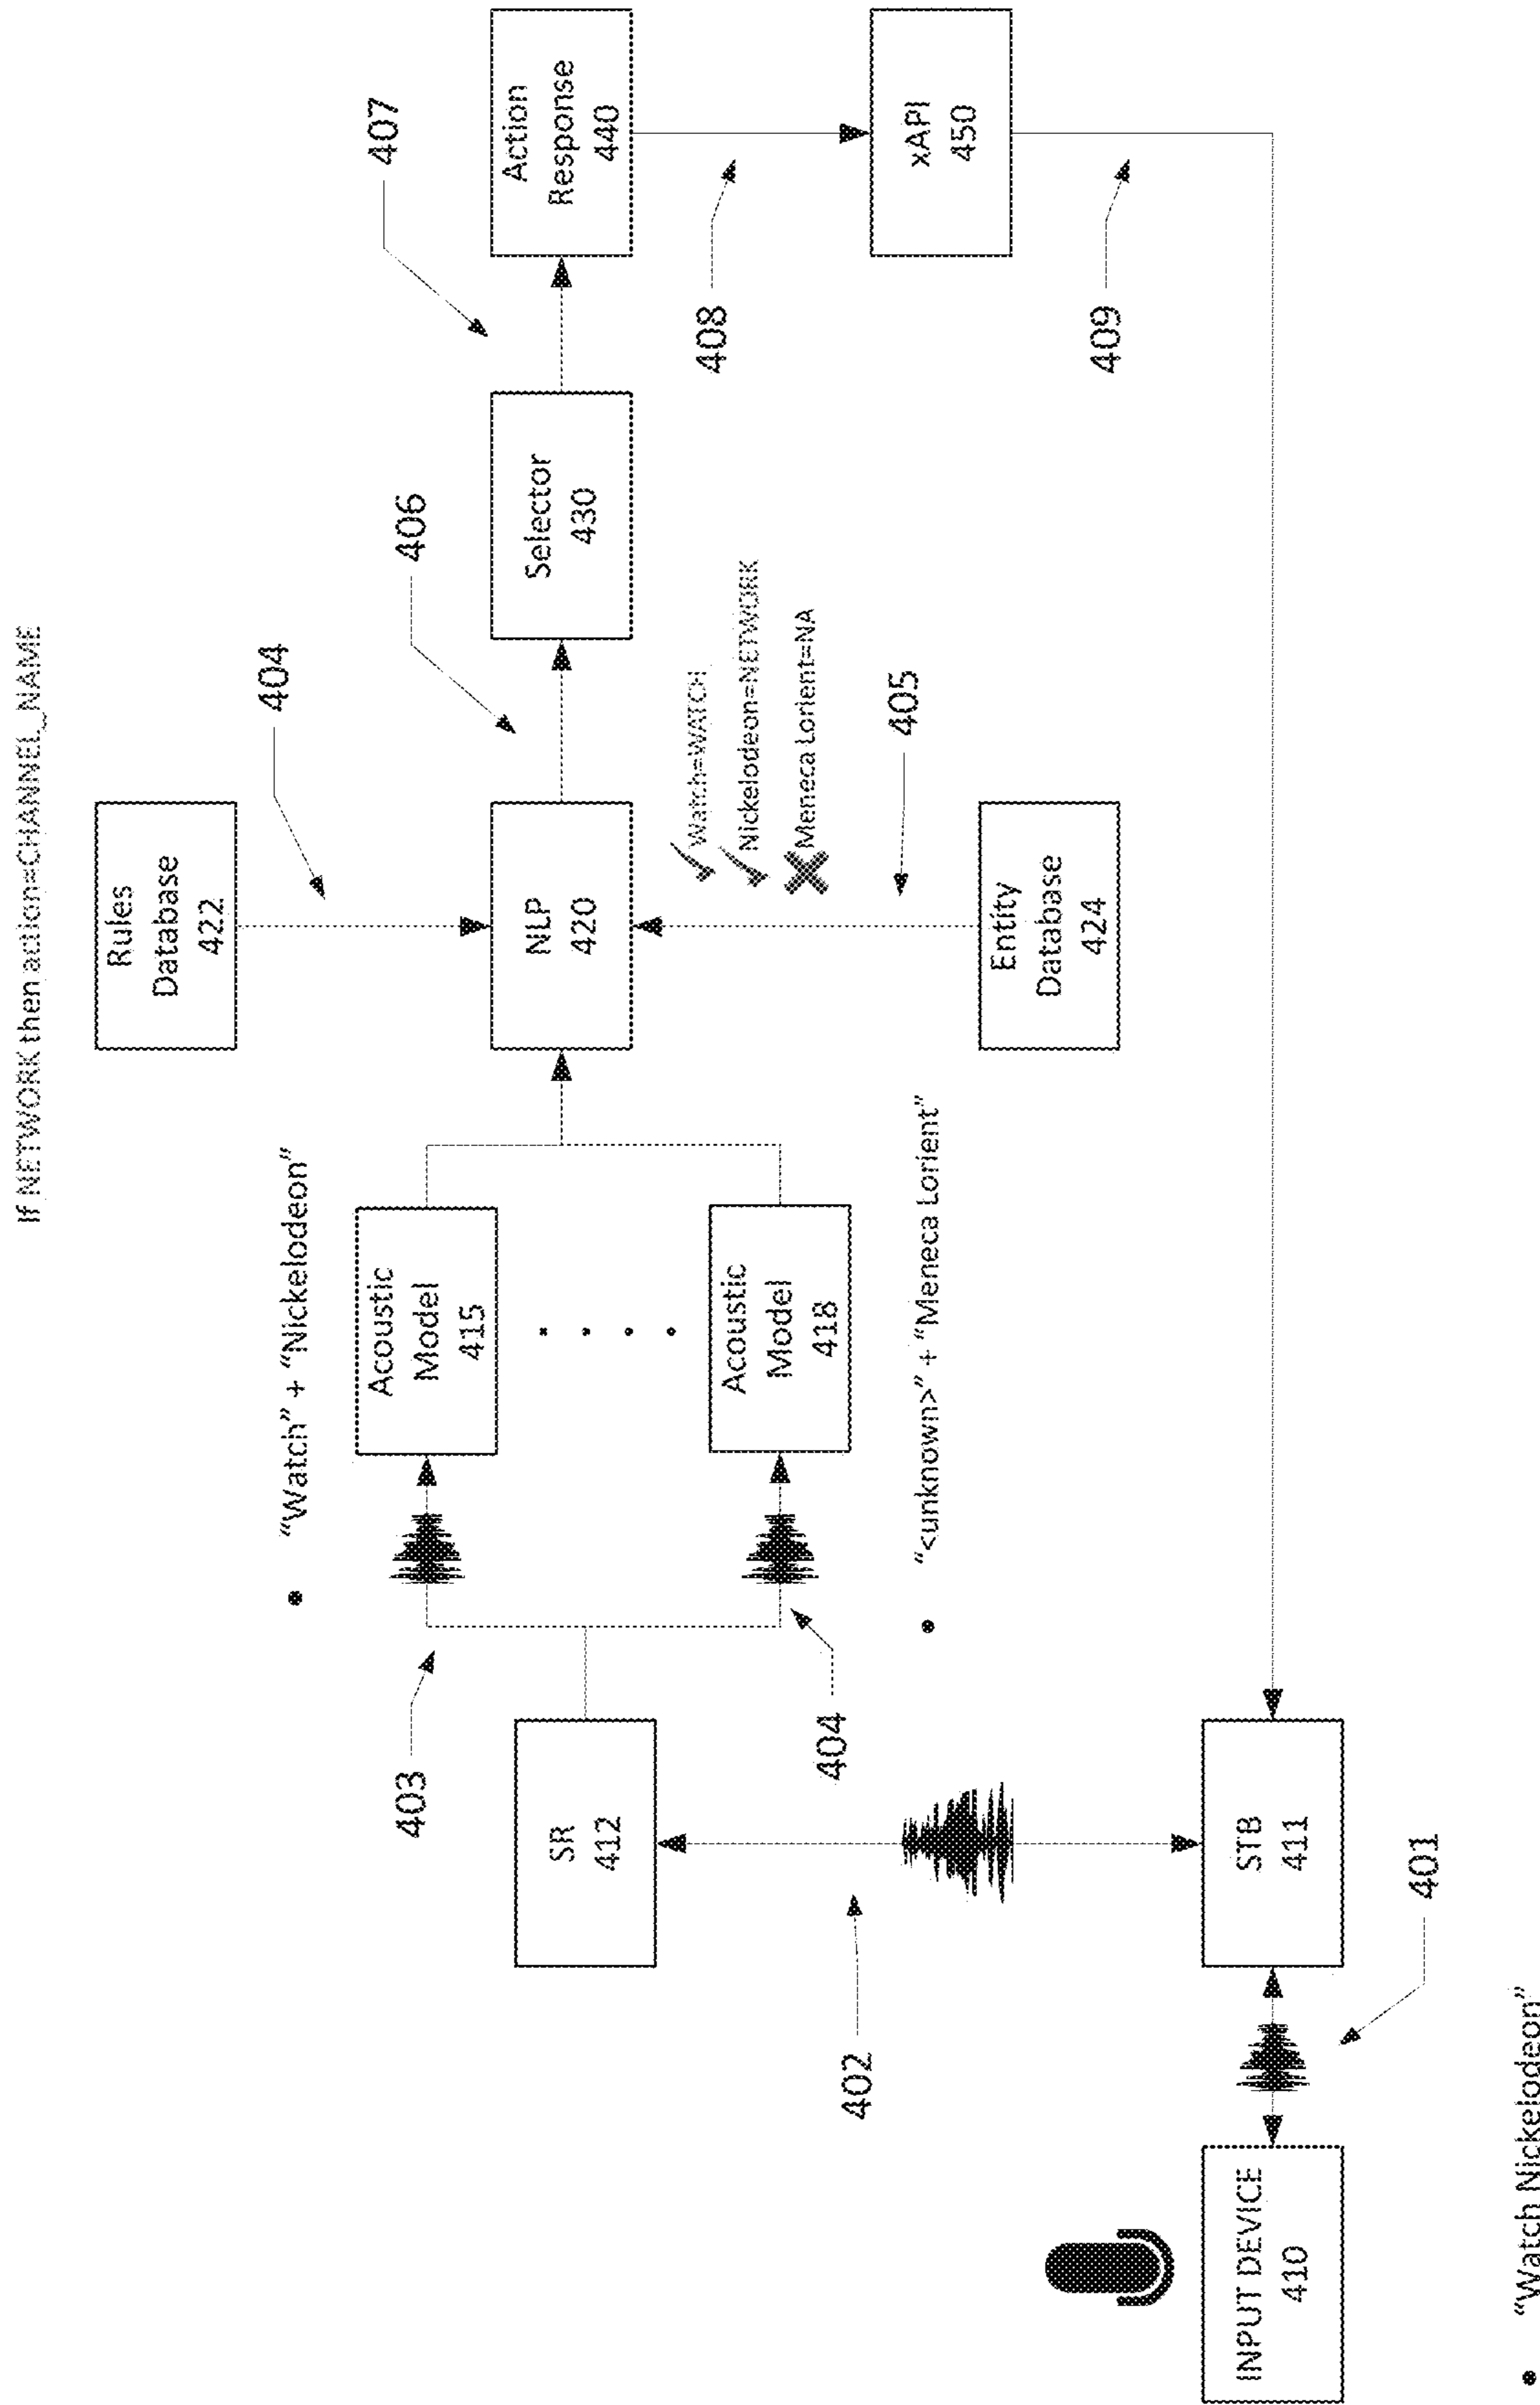 If NETWORK then action=CHANNEL_NAME
Rules
Database
422
404
407
406
• "Watch" + "Nickelodeon"
403
Acoustic
Model
415
NLP
420
Selector
430
Action
Response
440
SR
412
Watch=WATCH
Nickelodeon=NETWORK
Meneca Lorient=NA
408
Acoustic
Model
418
404
405
• "<unknown>" + "Meneca Lorient"
402
Entity
Database
424
xAPI
450
409
INPUT DEVICE
410
STB
411
401
• "Watch Nickelodeon"